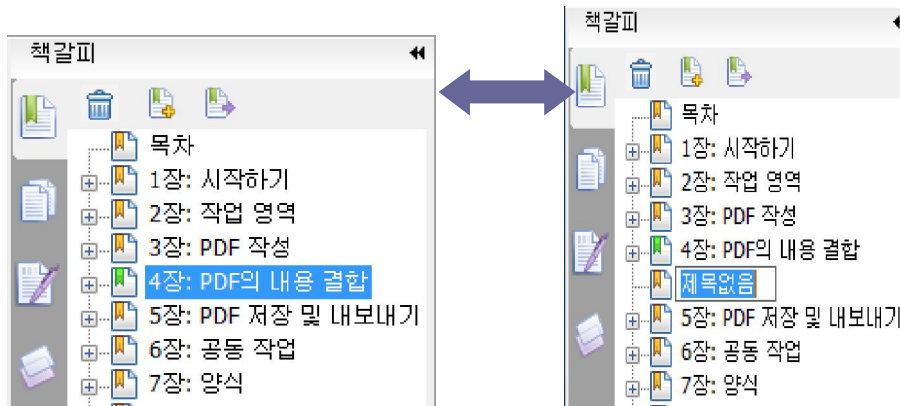 책갈피
목차
1장: 시작하기
2장: 작업 영역
3장: PDF 작성
4장: PDF의 내용 결합
5장: PDF 저장 및 내보내기
6장: 공동 작업
7장: 양식
책갈피
목차
1장: 시작하기
2장: 작업 영역
3장: PDF 작성
4장: PDF의 내용 결합
제목없음
5장: PDF 저장 및 내보내기
6장: 공동 작업
7장: 양식